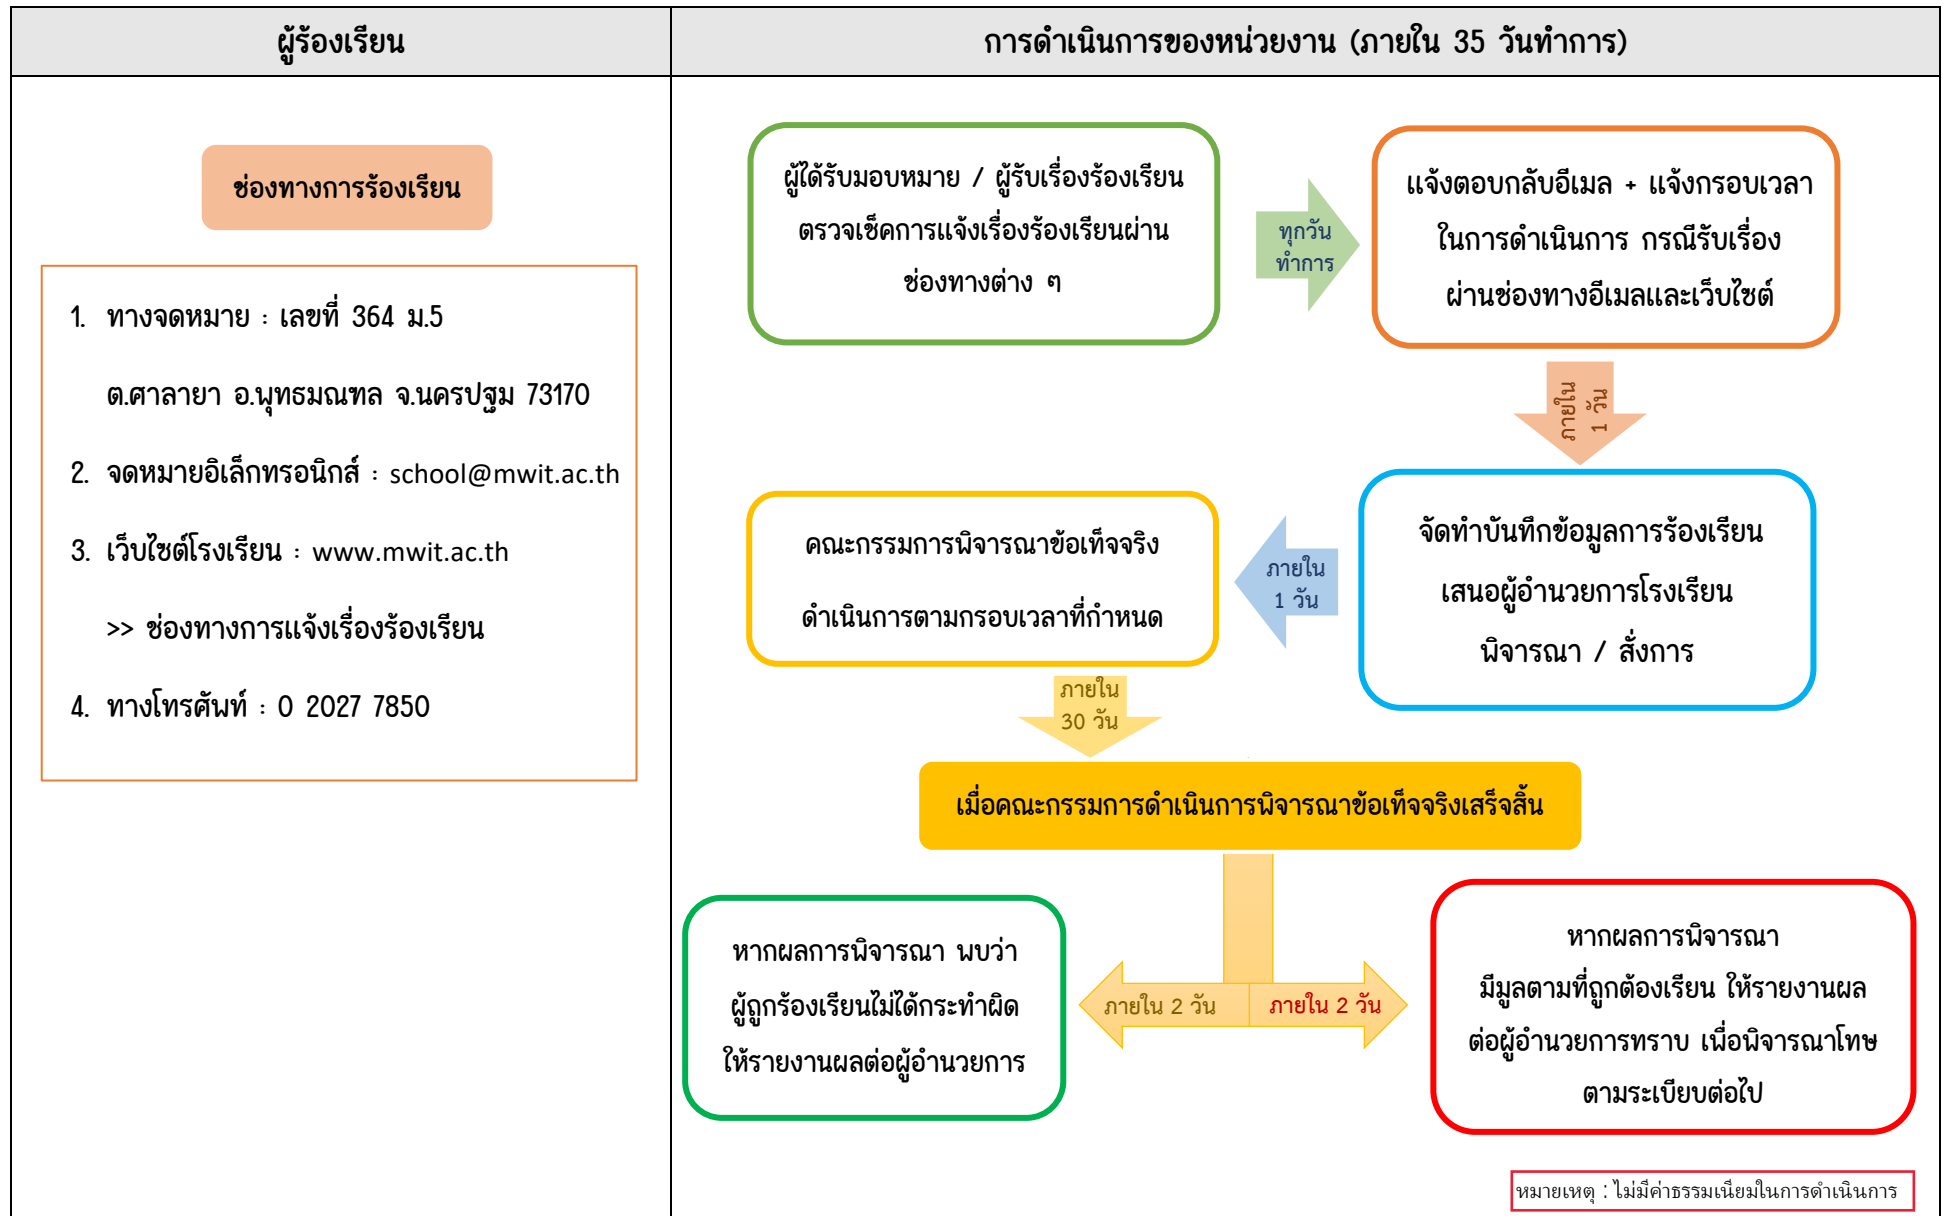 ผู้ร้องเรียน
การดำเนินการของหน่วยงาน (ภายใน 35 วันทำการ)
ช่องทางการร้องเรียน
1. ทางจดหมาย : เลขที่ 364 ม.5
ต.ศาลายา อ.พุทธมณฑล จ.นครปฐม 73170
2. จดหมายอิเล็กทรอนิกส์ : school@mwit.ac.th
3. เว็บไซต์โรงเรียน : www.mwit.ac.th
>> ช่องทางการแจ้งเรื่องร้องเรียน
4. ทางโทรศัพท์ : 0 2027 7850
ผู้ได้รับมอบหมาย / ผู้รับเรื่องร้องเรียน
ตรวจเช็คการแจ้งเรื่องร้องเรียนผ่าน
ช่องทางต่าง ๆ
ทุกวัน
ทำการ
แจ้งตอบกลับอีเมล + แจ้งกรอบเวลา
ในการดำเนินการ กรณีรับเรื่อง
ผ่านช่องทางอีเมลและเว็บไซต์
ภายใน
1 วัน
จัดทำบันทึกข้อมูลการร้องเรียน
เสนอผู้อำนวยการโรงเรียน
พิจารณา / สั่งการ
ภายใน
1 วัน
คณะกรรมการพิจารณาข้อเท็จจริง
ดำเนินการตามกรอบเวลาที่กำหนด
ภายใน
30 วัน
เมื่อคณะกรรมการดำเนินการพิจารณาข้อเท็จจริงเสร็จสิ้น
หากผลการพิจารณา พบว่า
ผู้ถูกร้องเรียนไม่ได้กระทำผิด
ให้รายงานผลต่อผู้อำนวยการ
ภายใน 2 วัน
ภายใน 2 วัน
หากผลการพิจารณา
มีมูลตามที่ถูกต้องเรียน ให้รายงานผล
ต่อผู้อำนวยการทราบ เพื่อพิจารณาโทษ
ตามระเบียบต่อไป
หมายเหตุ : ไม่มีค่าธรรมเนียมในการดำเนินการ